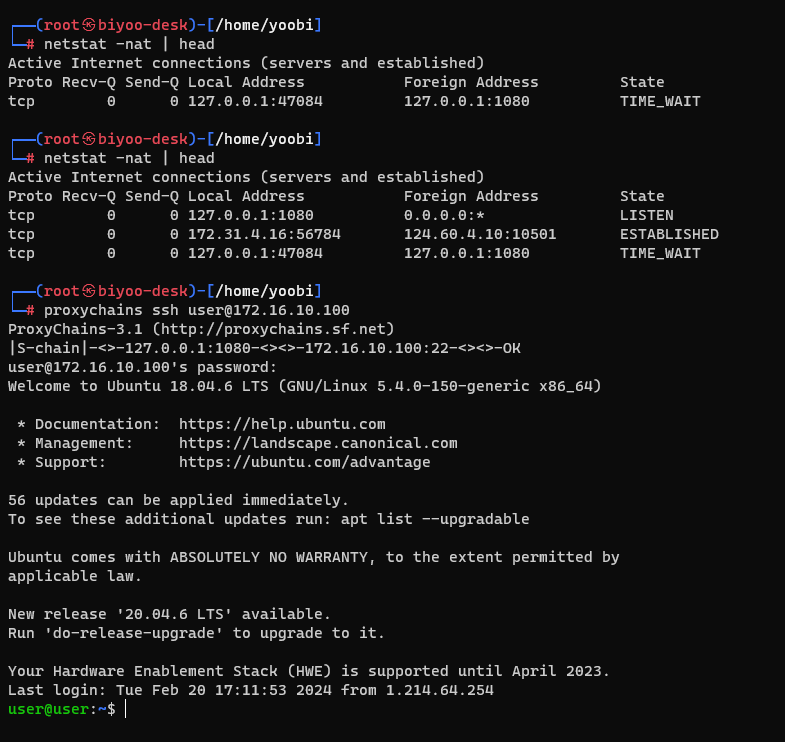 ┌──(root㉿biyoo-desk)-[/home/yoobi]
└─# netstat -nat | head
Active Internet connections (servers and established)
Proto Recv-Q Send-Q Local Address           Foreign Address         State
tcp        0      0 127.0.0.1:47084         127.0.0.1:1080          TIME_WAIT
┌──(root㉿biyoo-desk)-[/home/yoobi]
└─# netstat -nat | head
Active Internet connections (servers and established)
Proto Recv-Q Send-Q Local Address           Foreign Address         State
tcp        0      0 127.0.0.1:1080          0.0.0.0:*               LISTEN
tcp        0      0 172.31.4.16:56784       124.60.4.10:10501       ESTABLISHED
tcp        0      0 127.0.0.1:47084         127.0.0.1:1080          TIME_WAIT
┌──(root㉿biyoo-desk)-[/home/yoobi]
└─# proxychains ssh user@172.16.10.100
ProxyChains-3.1 (http://proxychains.sf.net)
|S-chain|-<>-127.0.0.1:1080-<><>-172.16.10.100:22-<><>-OK
user@172.16.10.100's password:
Welcome to Ubuntu 18.04.6 LTS (GNU/Linux 5.4.0-150-generic x86_64)
 * Documentation:  https://help.ubuntu.com
 * Management:     https://landscape.canonical.com
 * Support:        https://ubuntu.com/advantage
56 updates can be applied immediately.
To see these additional updates run: apt list --upgradable
Ubuntu comes with ABSOLUTELY NO WARRANTY, to the extent permitted by
applicable law.
New release '20.04.6 LTS' available.
Run 'do-release-upgrade' to upgrade to it.
Your Hardware Enablement Stack (HWE) is supported until April 2023.
Last login: Tue Feb 20 17:11:53 2024 from 1.214.64.254
user@user:~$